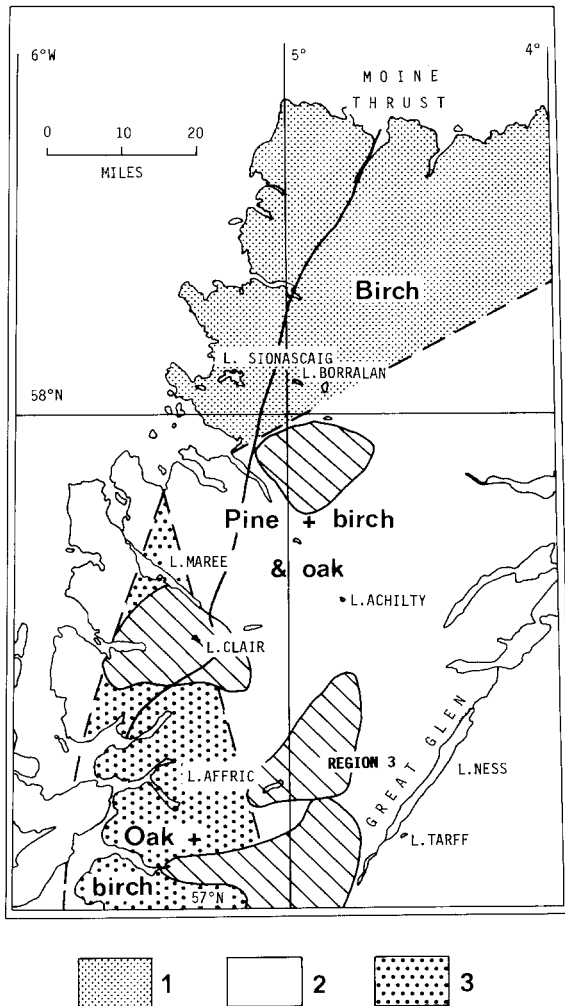 6°W
5°
4°
MOINE
THRUST
0 10 20
MILES
Birch
L. SIONASCAIG
L. BORRALAN
58°N
Pine + birch
& oak
L. MAREE
L. ACHILTY
L. CLAIR
L. AFFRIC
REGION 3
GREAT GLEN
L. NESS
L. TARFF
Oak +
birch
57°N
1 2 3